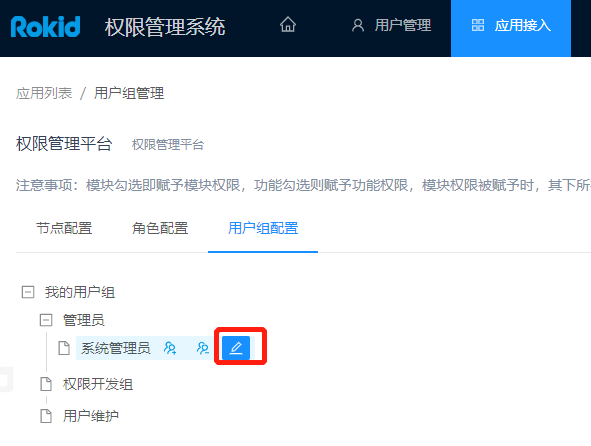 Rokid 权限管理系统 用户管理 应用接入
应用列表 / 用户组管理
权限管理平台 权限管理平台
注意事项：模块勾选即赋予模块权限，功能勾选则赋予功能权限，模块权限被赋予时，其下所
节点配置 角色配置 用户组配置
我的用户组
管理员
系统管理员
权限开发组
用户维护